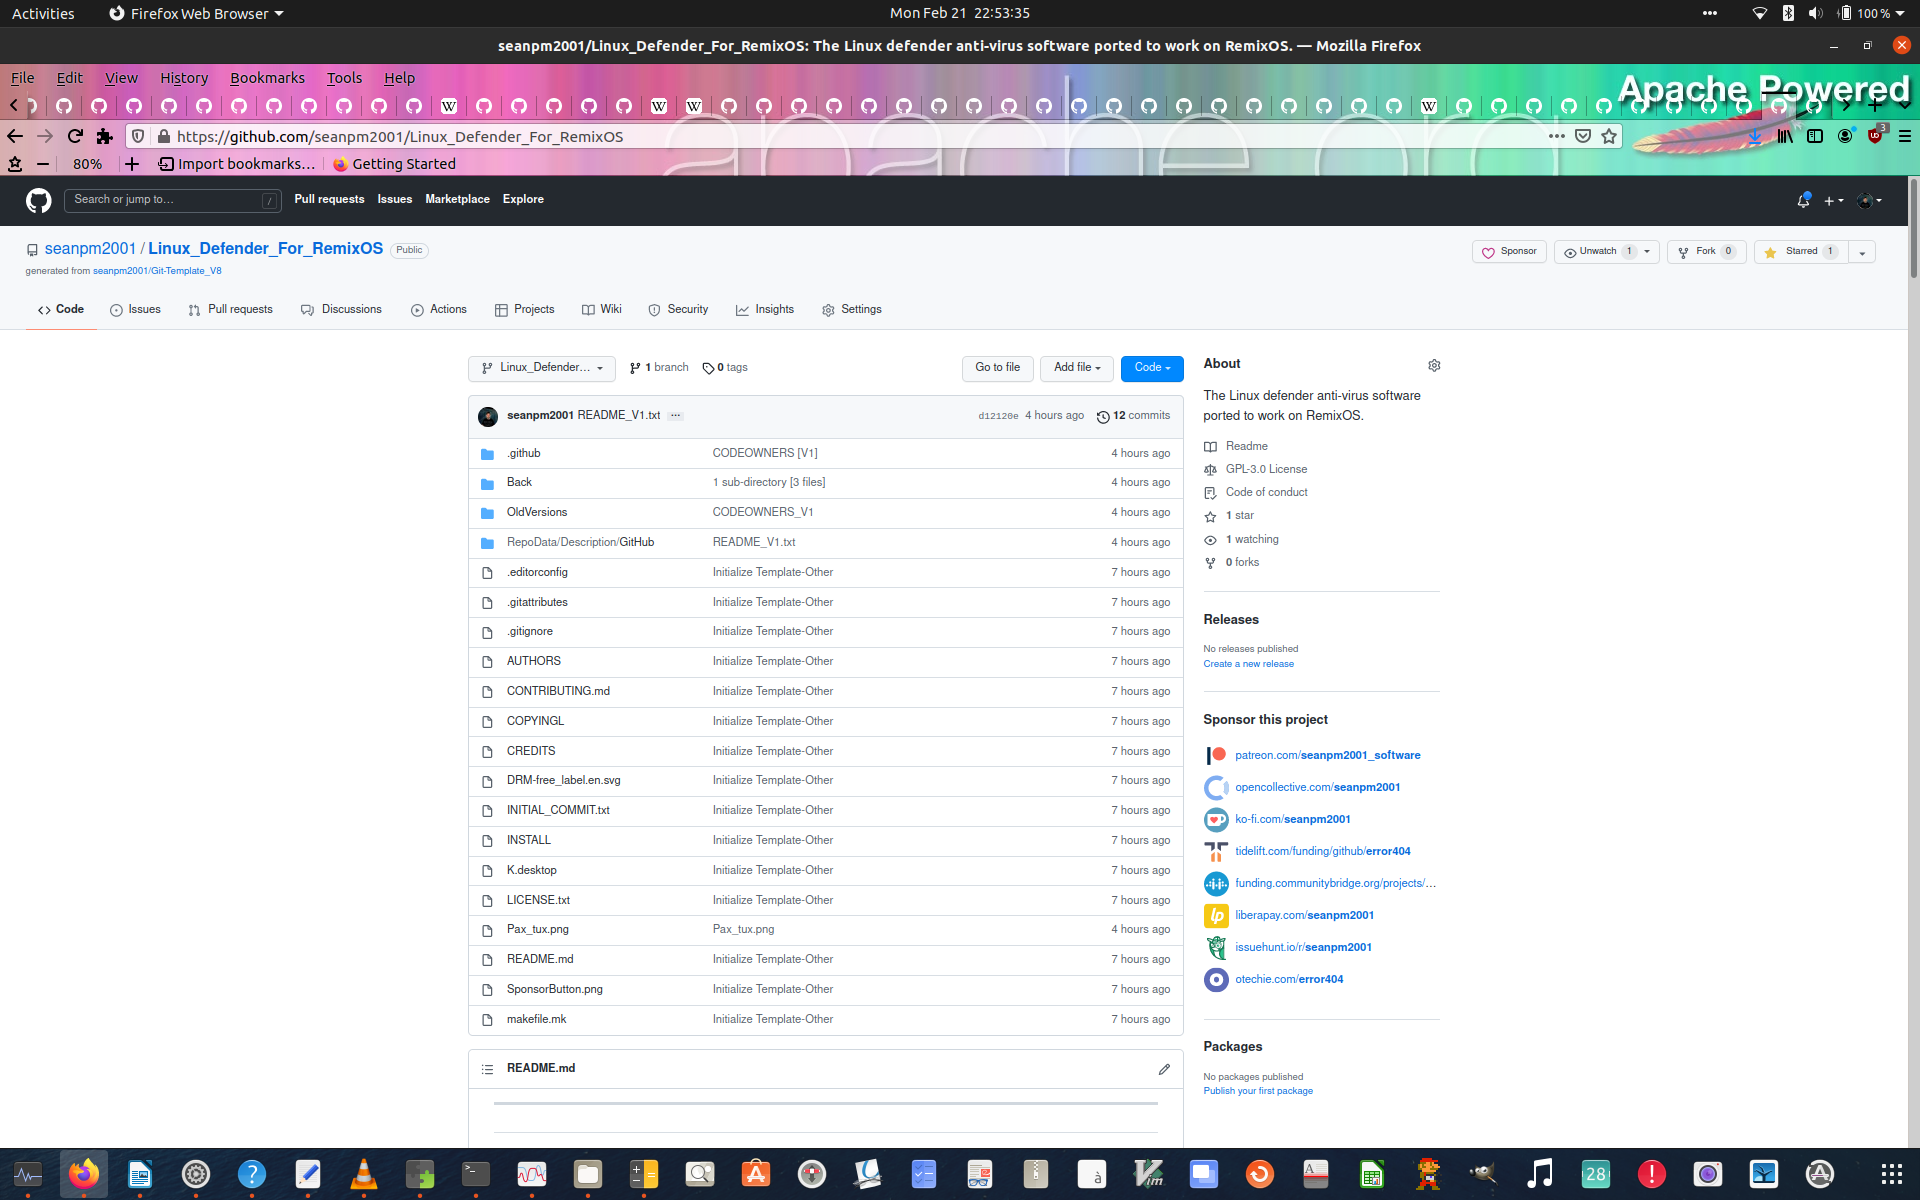 Activities
Firefox Web Browser
Mon Feb 21 22:53:35
100 %
seanpm2001/Linux_Defender_For_RemixOS: The Linux defender anti-virus software ported to work on RemixOS. — Mozilla Firefox
File Edit View History Bookmarks Tools Help
Apache Powered
https://github.com/seanpm2001/Linux_Defender_For_RemixOS
3
80%
Import bookmarks…
Getting Started
Search or jump to…
/
Pull requests Issues Marketplace Explore
seanpm2001 / Linux_Defender_For_RemixOS Public
generated from seanpm2001/Git-Template_V8
Sponsor
Unwatch 1
Fork 0
Starred 1
Code Issues Pull requests Discussions Actions Projects Wiki Security Insights Settings
Linux_Defender... 1 branch 0 tags
Go to file Add file Code
seanpm2001 README_V1.txt ... d12120e 4 hours ago 12 commits
.github CODEOWNERS [V1] 4 hours ago
Back 1 sub-directory [3 files] 4 hours ago
OldVersions CODEOWNERS_V1 4 hours ago
RepoData/Description/GitHub README_V1.txt 4 hours ago
.editorconfig Initialize Template-Other 7 hours ago
.gitattributes Initialize Template-Other 7 hours ago
.gitignore Initialize Template-Other 7 hours ago
AUTHORS Initialize Template-Other 7 hours ago
CONTRIBUTING.md Initialize Template-Other 7 hours ago
COPYINGL Initialize Template-Other 7 hours ago
CREDITS Initialize Template-Other 7 hours ago
DRM-free_label.en.svg Initialize Template-Other 7 hours ago
INITIAL_COMMIT.txt Initialize Template-Other 7 hours ago
INSTALL Initialize Template-Other 7 hours ago
K.desktop Initialize Template-Other 7 hours ago
LICENSE.txt Initialize Template-Other 7 hours ago
Pax_tux.png Pax_tux.png 4 hours ago
README.md Initialize Template-Other 7 hours ago
SponsorButton.png Initialize Template-Other 7 hours ago
makefile.mk Initialize Template-Other 7 hours ago
README.md
About
The Linux defender anti-virus software
ported to work on RemixOS.
Readme
GPL-3.0 License
Code of conduct
1 star
1 watching
0 forks
Releases
No releases published
Create a new release
Sponsor this project
patreon.com/seanpm2001_software
opencollective.com/seanpm2001
ko-fi.com/seanpm2001
tidelift.com/funding/github/error404
funding.communitybridge.org/projects/...
liberapay.com/seanpm2001
issuehunt.io/r/seanpm2001
otechie.com/error404
Packages
No packages published
Publish your first package
28